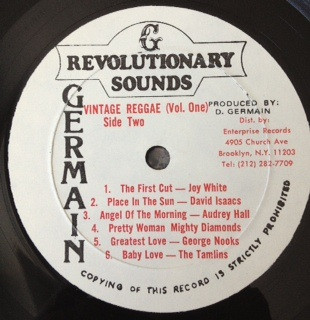 G
REVOLUTIONARY
SOUNDS
GERMAIN
VINTAGE REGGAE (Vol. One)
Side Two
PRODUCED BY:
D. GERMAIN
Dist. by:
Enterprise Records
4905 Church Ave
Brooklyn, N.Y. 11203
Tel: (212) 282-7709
1. The First Cut — Joy White
2. Place In The Sun — David Isaacs
3. Angel Of The Morning — Audrey Hall
4. Pretty Woman Mighty Diamonds
5. Greatest Love — George Nooks
6. Baby Love — The Tamlins
COPYING OF THIS RECORD IS STRICTLY PROHIBITED